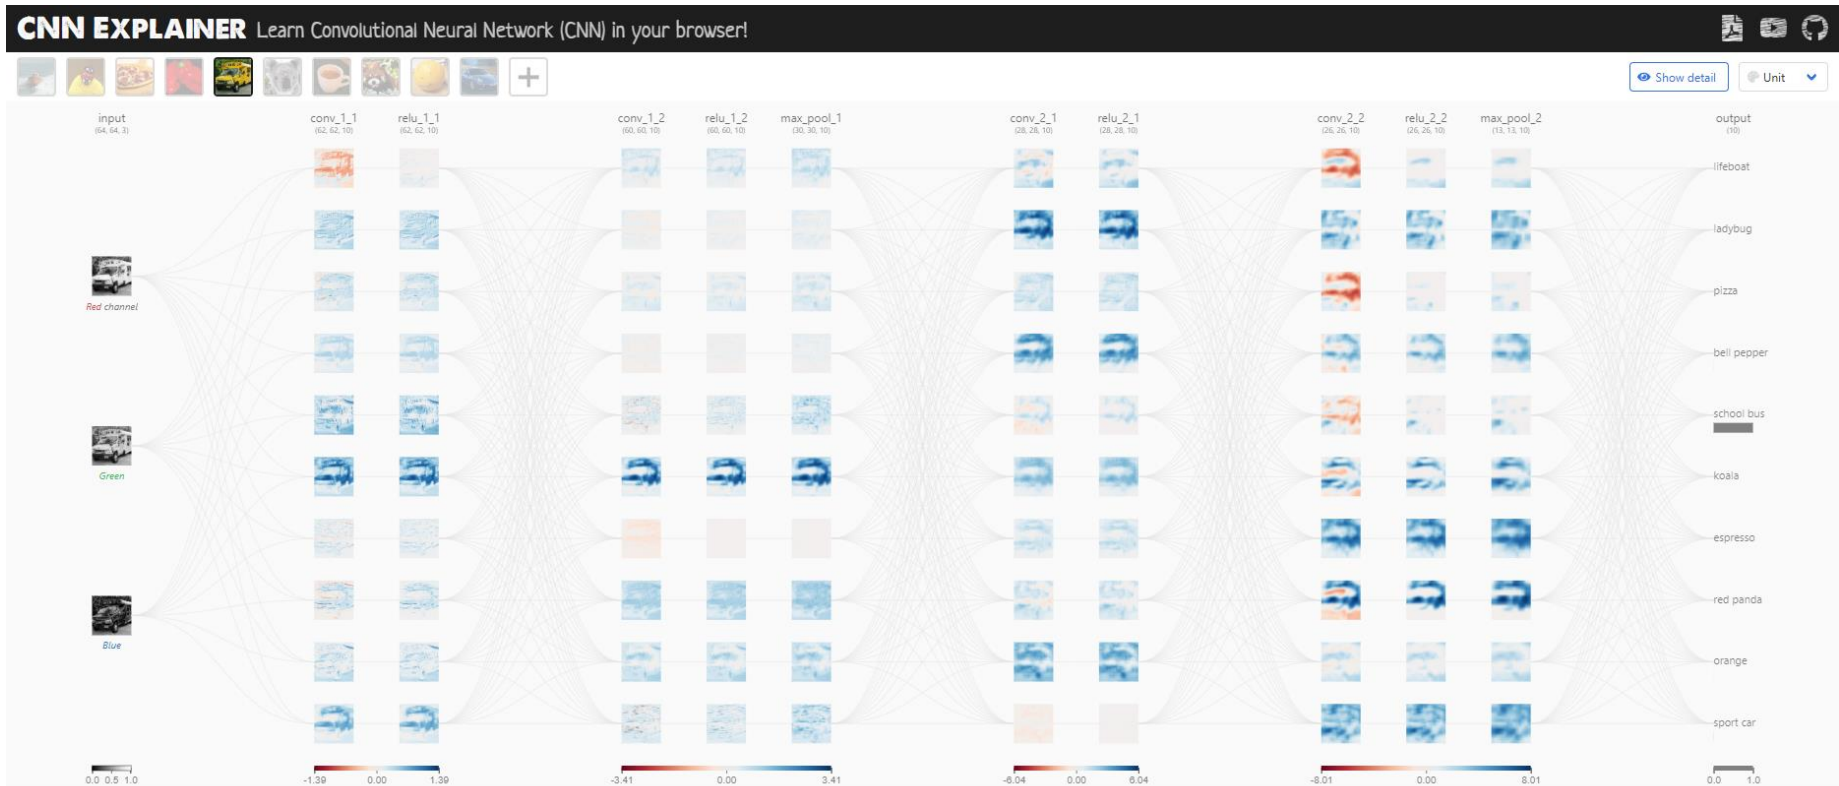 CNN EXPLAINER Learn Convolutional Neural Network (CNN) in your browser!
Show detail Unit
input conv_1_1 relu_1_1 conv_1_2 relu_1_2 max_pool_1 conv_2_1 relu_2_1 conv_2_2 relu_2_2 max_pool_2 output
(64, 64, 3) (62, 62, 10) (62, 62, 10) (60, 60, 10) (60, 60, 10) (30, 30, 10) (28, 28, 10) (28, 28, 10) (26, 26, 10) (26, 26, 10) (13, 13, 10) (10)
lifeboat
ladybug
pizza
Red channel
bell pepper
school bus
Green
koala
espresso
red panda
Blue
orange
sport car
0.0 0.5 1.0 -1.39 0.00 1.39 -3.41 0.00 3.41 -6.04 0.00 6.04 -8.01 0.00 8.01 0.0 1.0